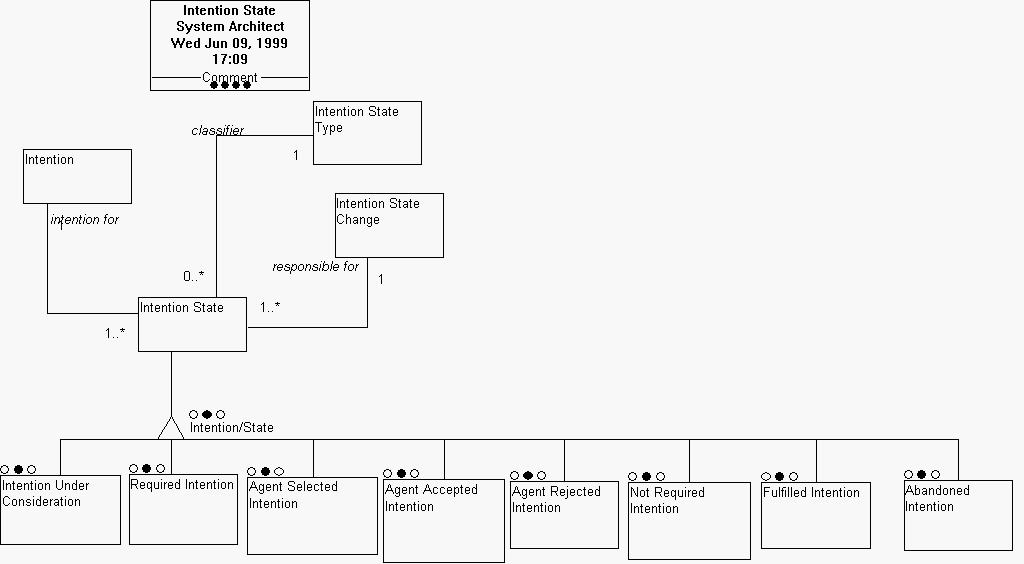 Intention State
System Architect
Wed Jun 09, 1999
17:09
Comment
classifier
Intention State
Type
1
Intention
intention for
Intention State
Change
responsible for
1
0..*
Intention State
1..*
1..*
Intention/State
Intention Under
Consideration
Required Intention
Agent Selected
Intention
Agent Accepted
Intention
Agent Rejected
Intention
Not Required
Intention
Fulfilled Intention
Abandoned
Intention